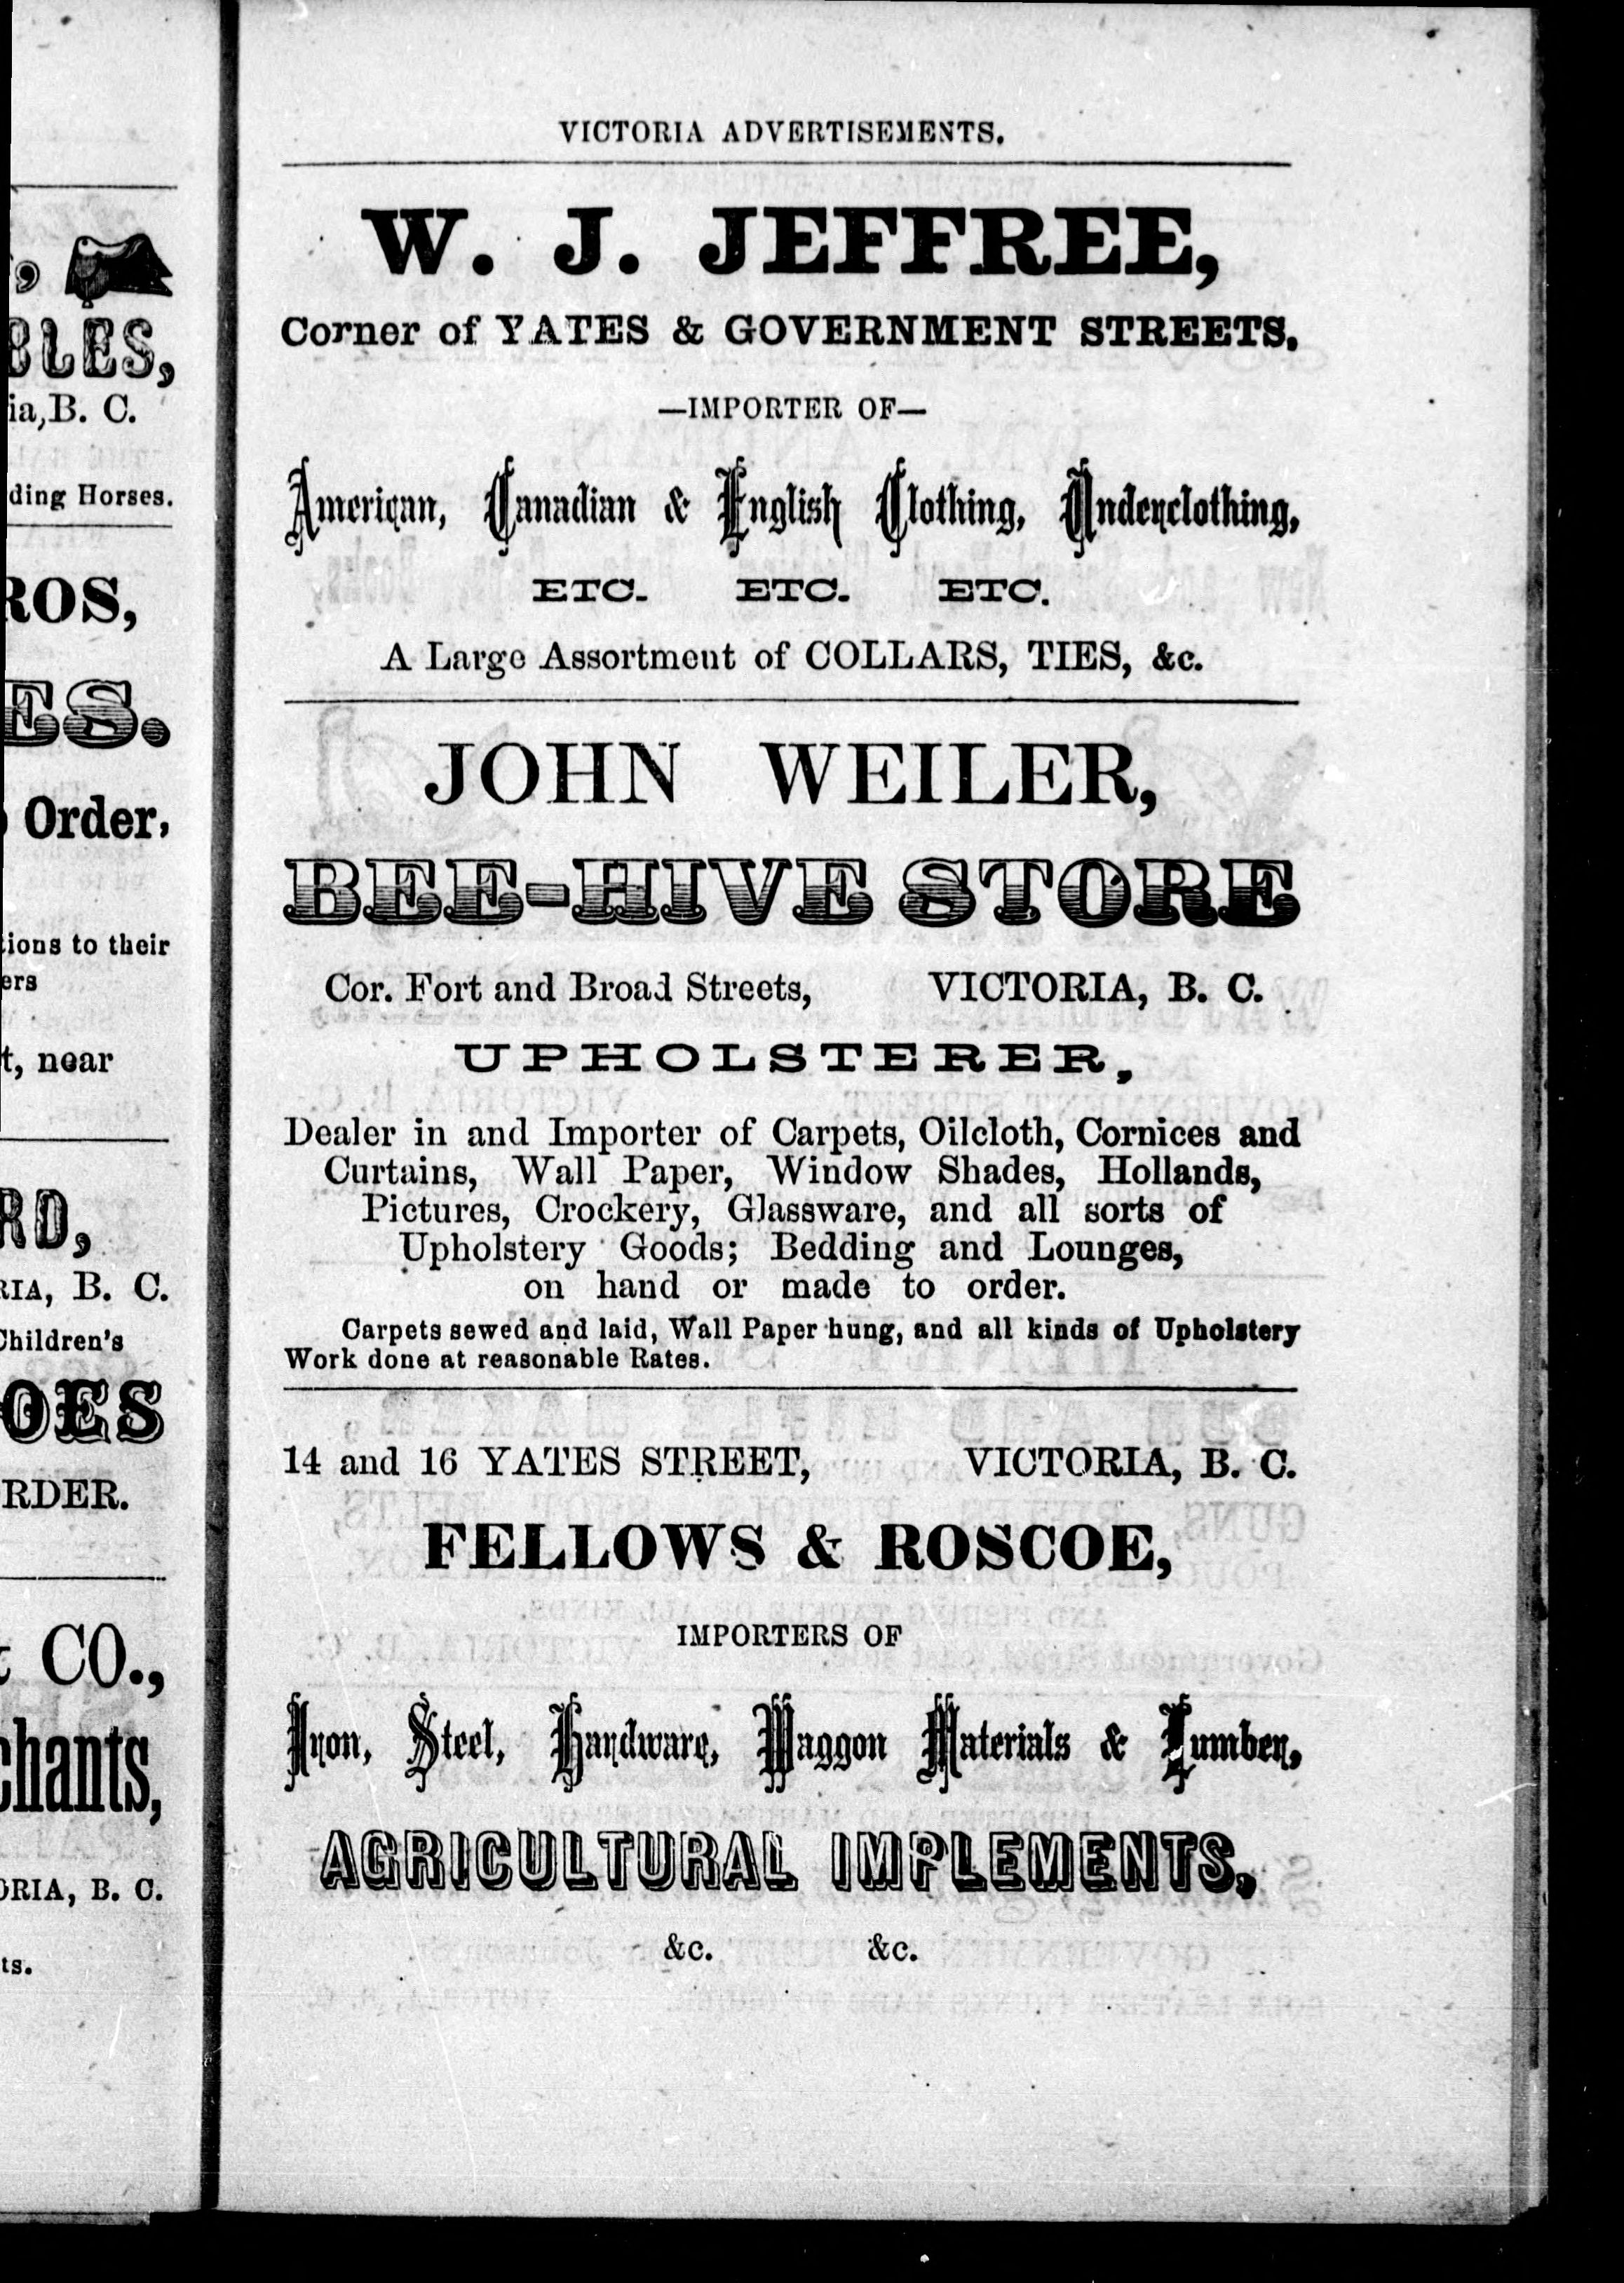 BLES,
ia, B. C.
ding Horses.
ROS,
ES.
Order,
ions to their
ers
t, near
RD,
RIA, B. C.
Children's
OES
RDER.
& CO.,
chants,
ORIA, B. C.
ts.
VICTORIA ADVERTISEMENTS.
W. J. JEFFREE,
Corner of YATES & GOVERNMENT STREETS.
—IMPORTER OF—
American, Canadian & English Clothing, Underclothing,
ETC. ETC. ETC.
A Large Assortment of COLLARS, TIES, &c.
JOHN WEILER,
BEE-HIVE STORE
Cor. Fort and Broad Streets, VICTORIA, B. C.
UPHOLSTERER,
Dealer in and Importer of Carpets, Oilcloth, Cornices and
Curtains, Wall Paper, Window Shades, Hollands,
Pictures, Crockery, Glassware, and all sorts of
Upholstery Goods; Bedding and Lounges,
on hand or made to order.
Carpets sewed and laid, Wall Paper hung, and all kinds of Upholstery
Work done at reasonable Rates.
14 and 16 YATES STREET, VICTORIA, B. C.
FELLOWS & ROSCOE,
IMPORTERS OF
Iron, Steel, Hardware, Waggon Materials & Lumber,
AGRICULTURAL IMPLEMENTS,
&c. &c.